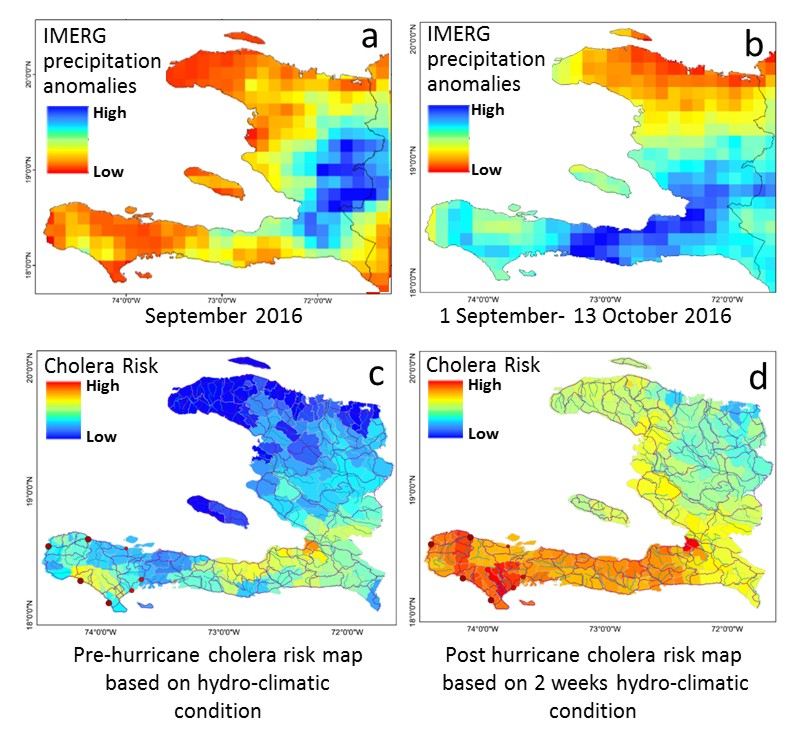 IMERG
precipitation
anomalies
High
Low
a
20°0'0"N
19°0'0"N
18°0'0"N
74°0'0"W
73°0'0"W
72°0'0"W
September 2016
IMERG
precipitation
anomalies
High
Low
b
20°0'0"N
19°0'0"N
18°0'0"N
74°0'0"W
73°0'0"W
72°0'0"W
1 September- 13 October 2016
Cholera Risk
High
Low
c
20°0'0"N
19°0'0"N
18°0'0"N
74°0'0"W
73°0'0"W
72°0'0"W
Pre-hurricane cholera risk map
based on hydro-climatic
condition
Cholera Risk
High
Low
d
20°0'0"N
19°0'0"N
18°0'0"N
74°0'0"W
73°0'0"W
72°0'0"W
Post hurricane cholera risk map
based on 2 weeks hydro-climatic
condition